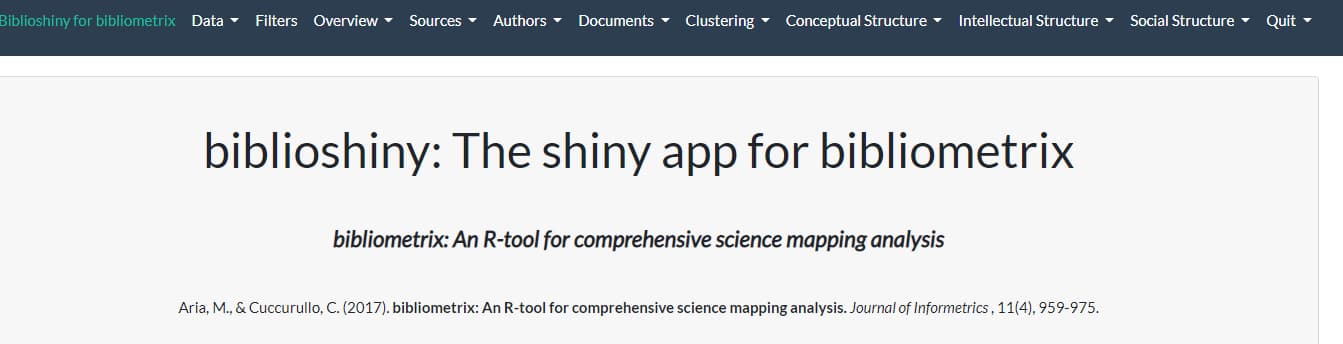 Biblioshiny for bibliometrix Data Filters Overview Sources Authors Documents Clustering Conceptual Structure Intellectual Structure Social Structure Quit
biblioshiny: The shiny app for bibliometrix
bibliometrix: An R-tool for comprehensive science mapping analysis
Aria, M., & Cuccurullo, C. (2017). bibliometrix: An R-tool for comprehensive science mapping analysis. Journal of Informetrics , 11(4), 959-975.